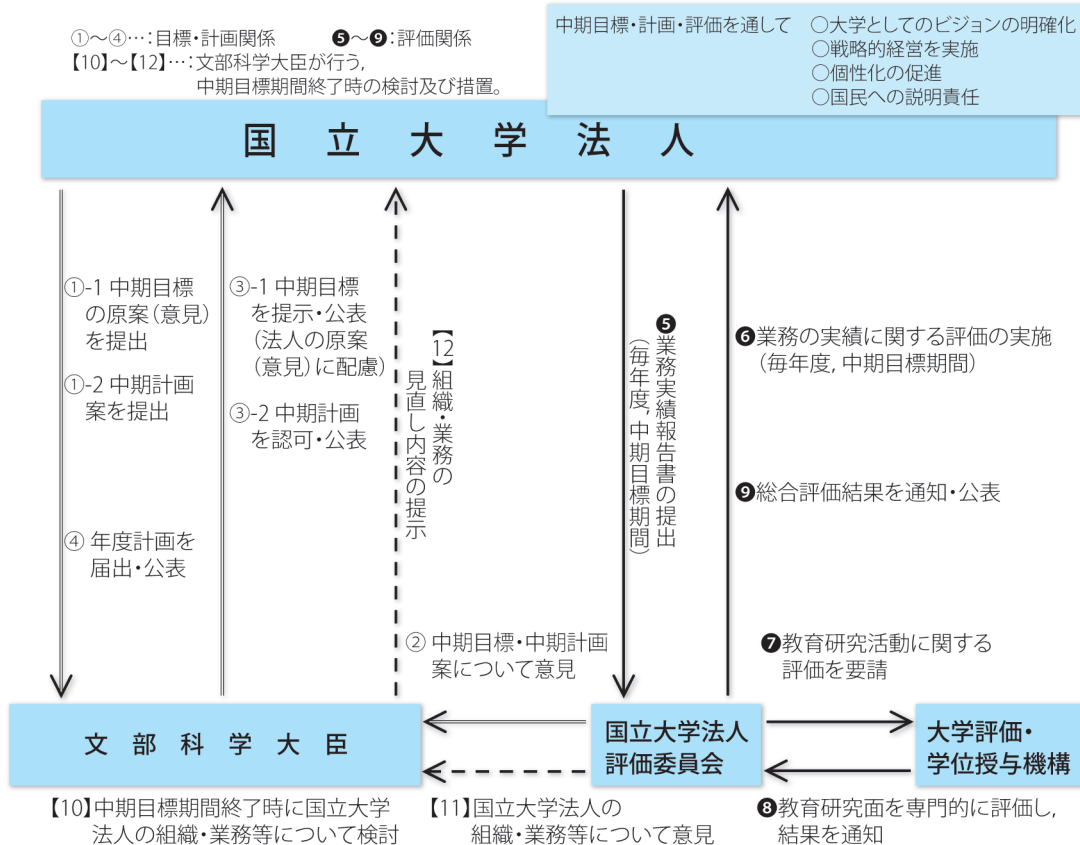 ①～④…：目標・計画関係　❺～❾：評価関係
【10】～【12】…：文部科学大臣が行う，
中期目標期間終了時の検討及び措置。
中期目標・計画・評価を通して　○大学としてのビジョンの明確化
○戦略的経営を実施
○個性化の促進
○国民への説明責任
国立大学法人
①-1 中期目標
の原案（意見）
を提出
①-2 中期計画
案を提出
④ 年度計画を
届出・公表
③-1 中期目標
を提示・公表
（法人の原案
（意見）に配慮）
③-2 中期計画
を認可・公表
【12】組織・業務の
見直し内容の提示
❺業務実績報告書の提出
（毎年度，中期目標期間）
❻業務の実績に関する評価の実施
（毎年度，中期目標期間）
❾総合評価結果を通知・公表
② 中期目標・中期計画
案について意見
❼教育研究活動に関する
評価を要請
文部科学大臣
国立大学法人
評価委員会
大学評価・
学位授与機構
【10】中期目標期間終了時に国立大学
法人の組織・業務等について検討
【11】国立大学法人の
組織・業務等について意見
❽教育研究面を専門的に評価し，
結果を通知